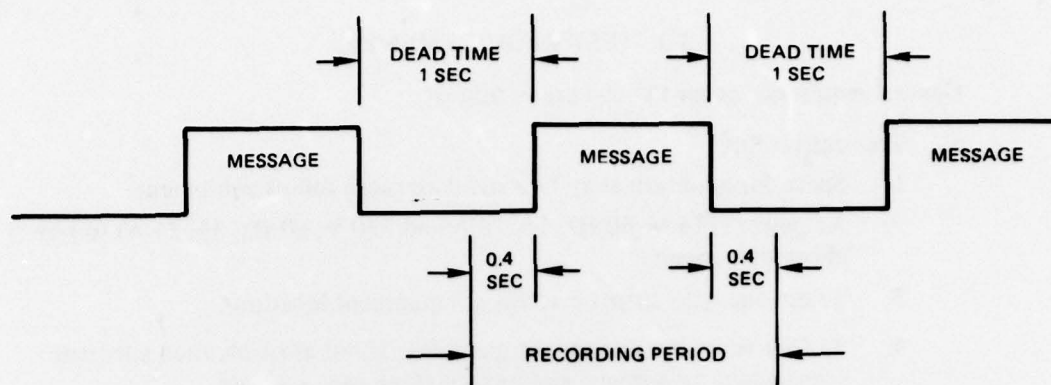 DEAD TIME
1 SEC
DEAD TIME
1 SEC
MESSAGE
MESSAGE
MESSAGE
0.4
SEC
0.4
SEC
RECORDING PERIOD